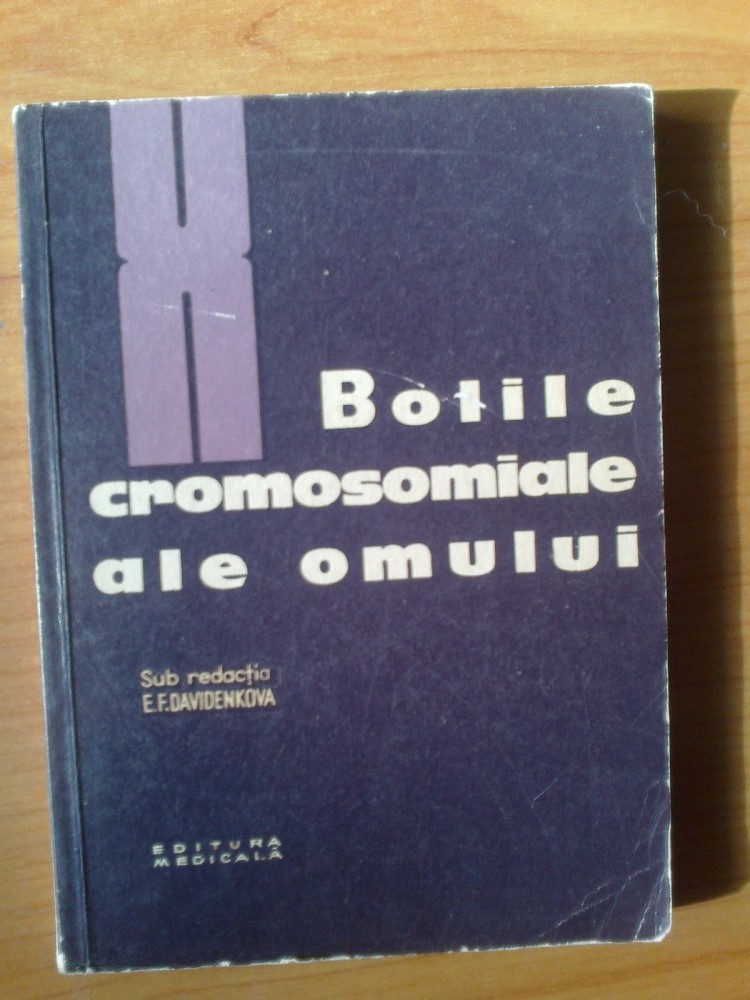 Bolile
cromosomiale
ale omului
Sub redacția
E.F. DAVIDENKOVA
EDITURA
MEDICALĂ